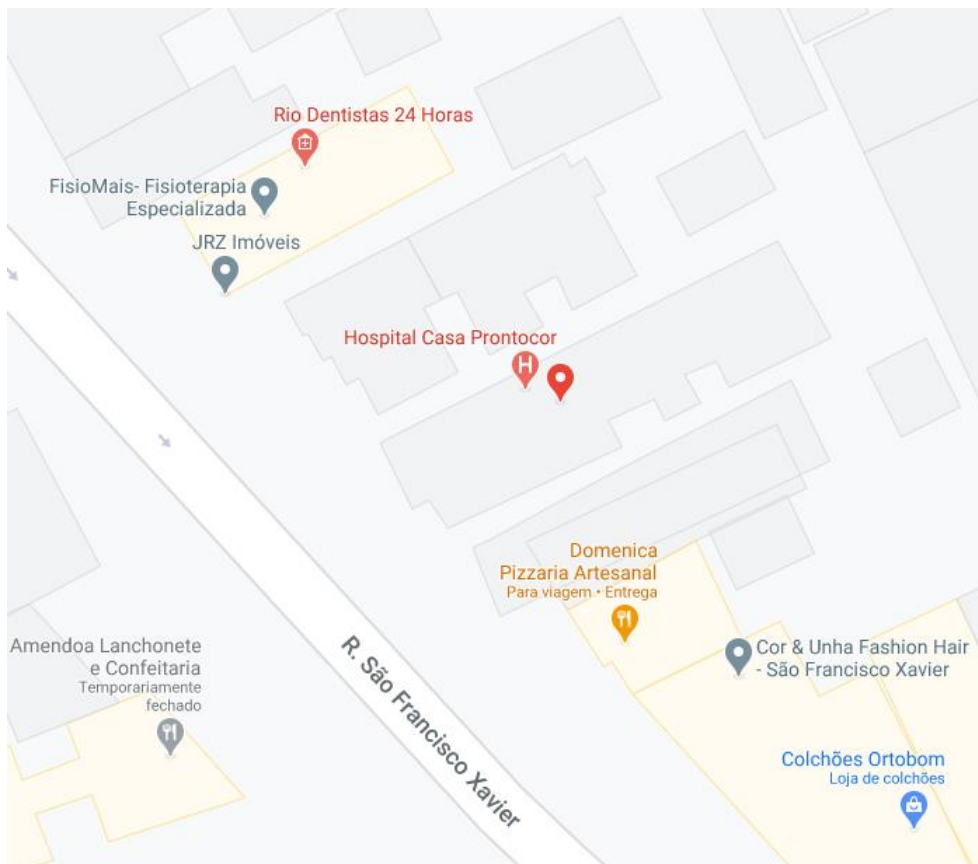 Rio Dentistas 24 Horas
FisioMais- Fisioterapia
Especializada
JRZ Imóveis
Hospital Casa Prontocor
H
Domenica
Pizzaria Artesanal
Para viagem • Entrega
Amendoa Lanchonete
e Confeitaria
Temporariamente
fechado
R. São Francisco Xavier
Cor & Unha Fashion Hair
- São Francisco Xavier
Colchões Ortobom
Loja de colchões